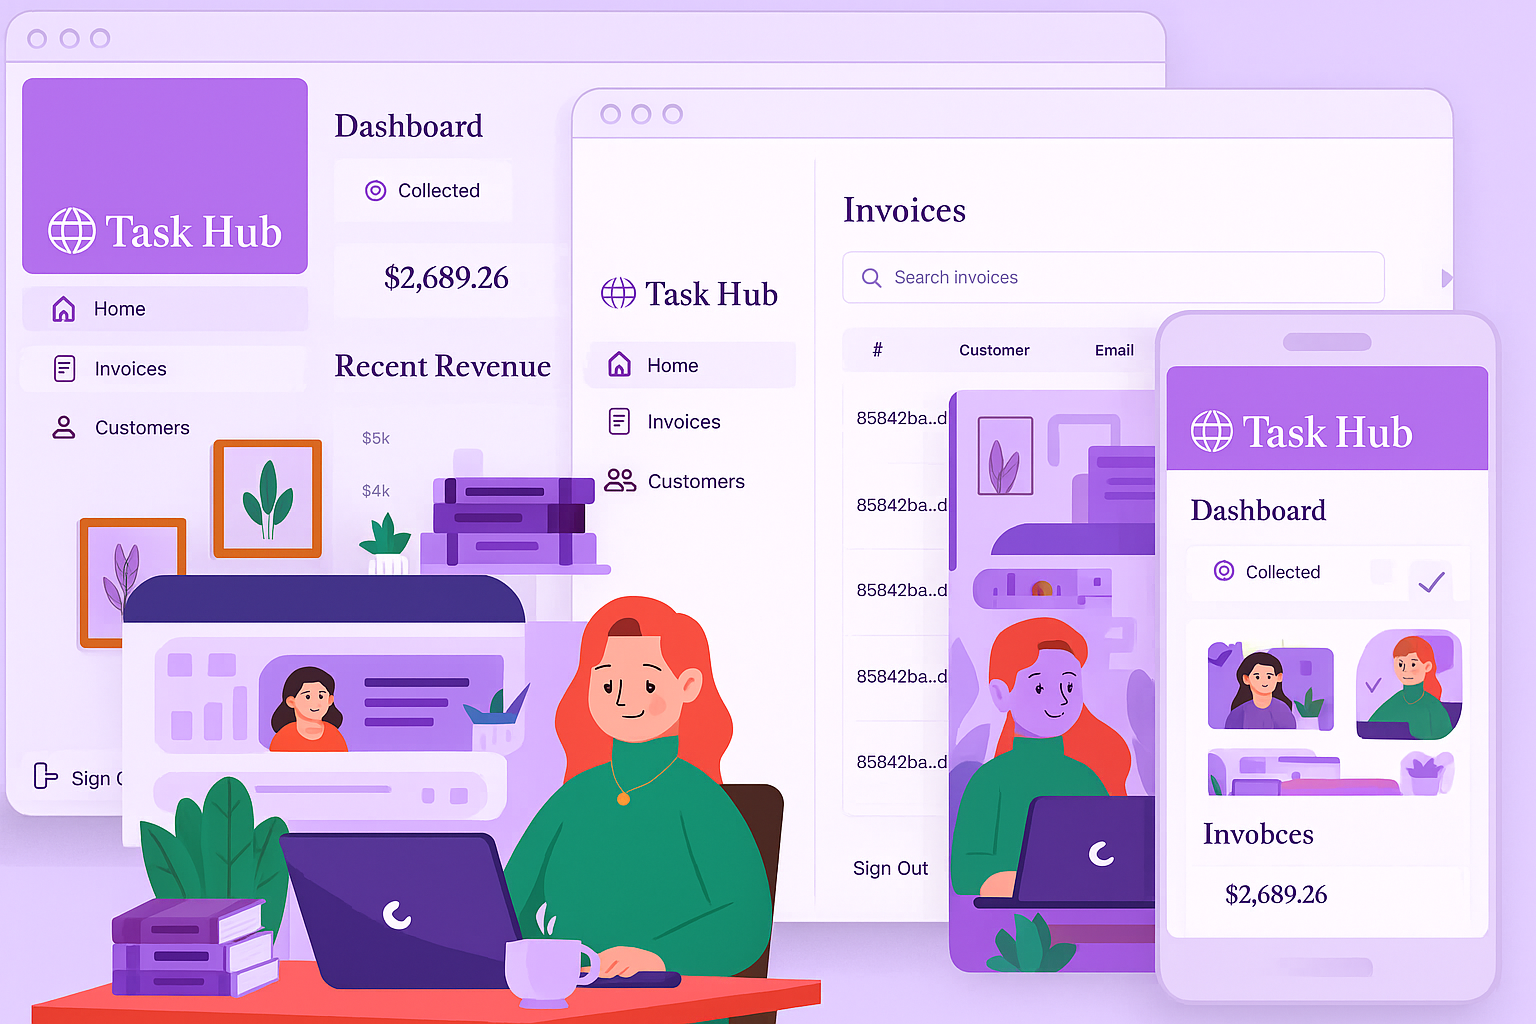 Task Hub
Home
Invoices
Customers
Sign
Dashboard
Collected
$2,689.26
Recent Revenue
$5k
$4k
Task Hub
Home
Invoices
Customers
Invoices
Search invoices
# Customer Email
85842ba..d
85842ba..d
85842ba..d
85842ba..d
85842ba..d
Sign Out
Task Hub
Dashboard
Collected
Invobces
$2,689.26